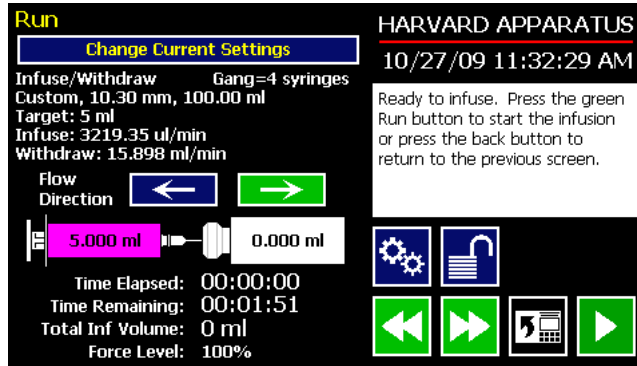 Run
Change Current Settings
Infuse/Withdraw Gang=4 syringes
Custom, 10.30 mm, 100.00 ml
Target: 5 ml
Infuse: 3219.35 ul/min
Withdraw: 15.898 ml/min
Flow
Direction
5.000 ml 0.000 ml
Time Elapsed: 00:00:00
Time Remaining: 00:01:51
Total Inf Volume: 0 ml
Force Level: 100%
HARVARD APPARATUS
10/27/09 11:32:29 AM
Ready to infuse. Press the green
Run button to start the infusion
or press the back button to
return to the previous screen.